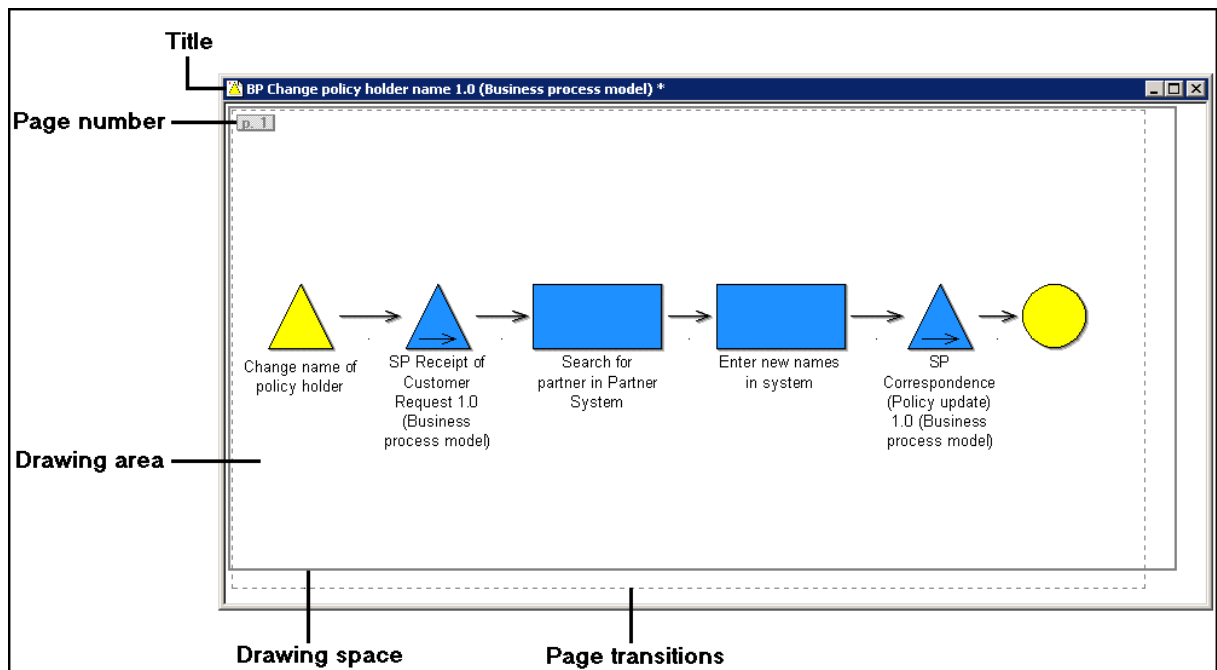 Title
BP Change policy holder name 1.0 (Business process model) *
Page number
p. 1
Change name of
policy holder
SP Receipt of
Customer
Request 1.0
(Business
process model)
Search for
partner in Partner
System
Enter new names
in system
SP
Correspondence
(Policy update)
1.0 (Business
process model)
Drawing area
Drawing space
Page transitions